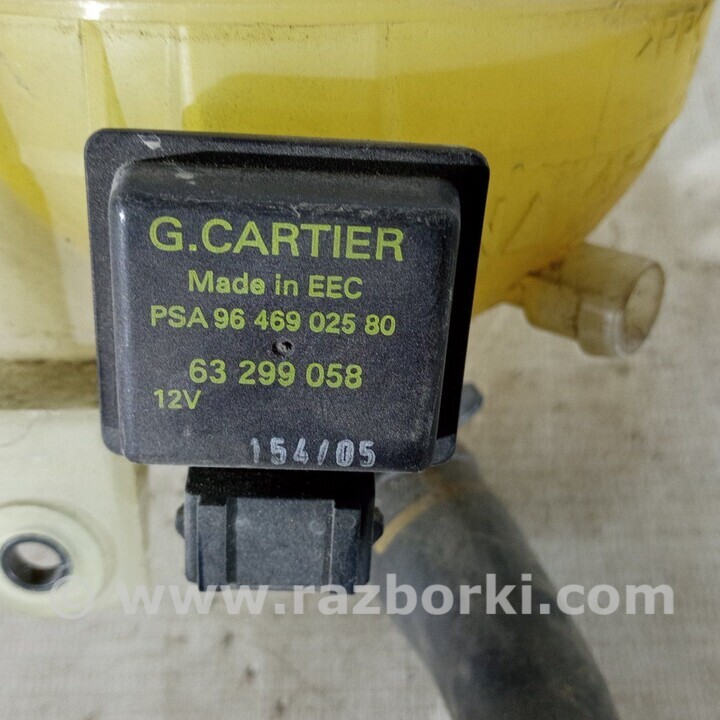 G.CARTIER
Made in EEC
PSA 96 469 025 80
63 299 058
12V
154/05
© www.razborki.com